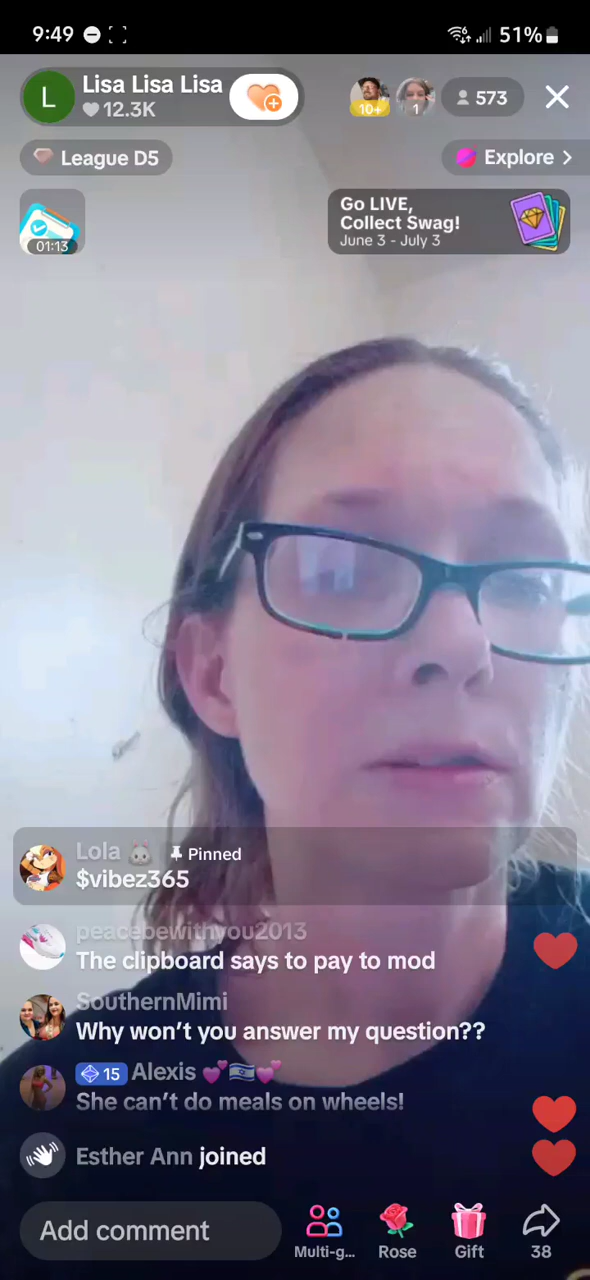 9:49
51%
Lisa Lisa Lisa
12.3K
10+
1
573
League D5
Explore
01:13
Go LIVE,
Collect Swag!
June 3 - July 3
L
Lola
Pinned
$vibez365
peacebewithyou2013
The clipboard says to pay to mod
SouthernMimi
Why won't you answer my question??
15 Alexis 💕🇮🇱💕
She can't do meals on wheels!
Esther Ann joined
Add comment
Multi-g...
Rose
Gift
38